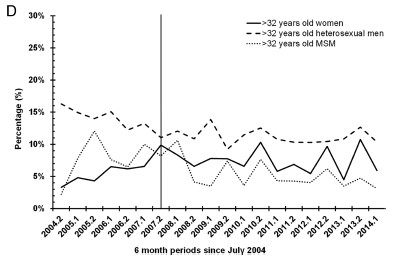 D
>32 years old women
>32 years old heterosexual men
>32 years old MSM
30%
25%
20%
15%
10%
5%
0%
Percentage (%)
2004.2 2005.1 2005.2 2006.1 2006.2 2007.1 2007.2 2008.1 2008.2 2009.1 2009.2 2010.1 2010.2 2011.1 2011.2 2012.1 2012.2 2013.1 2013.2 2014.1
6 month periods since July 2004